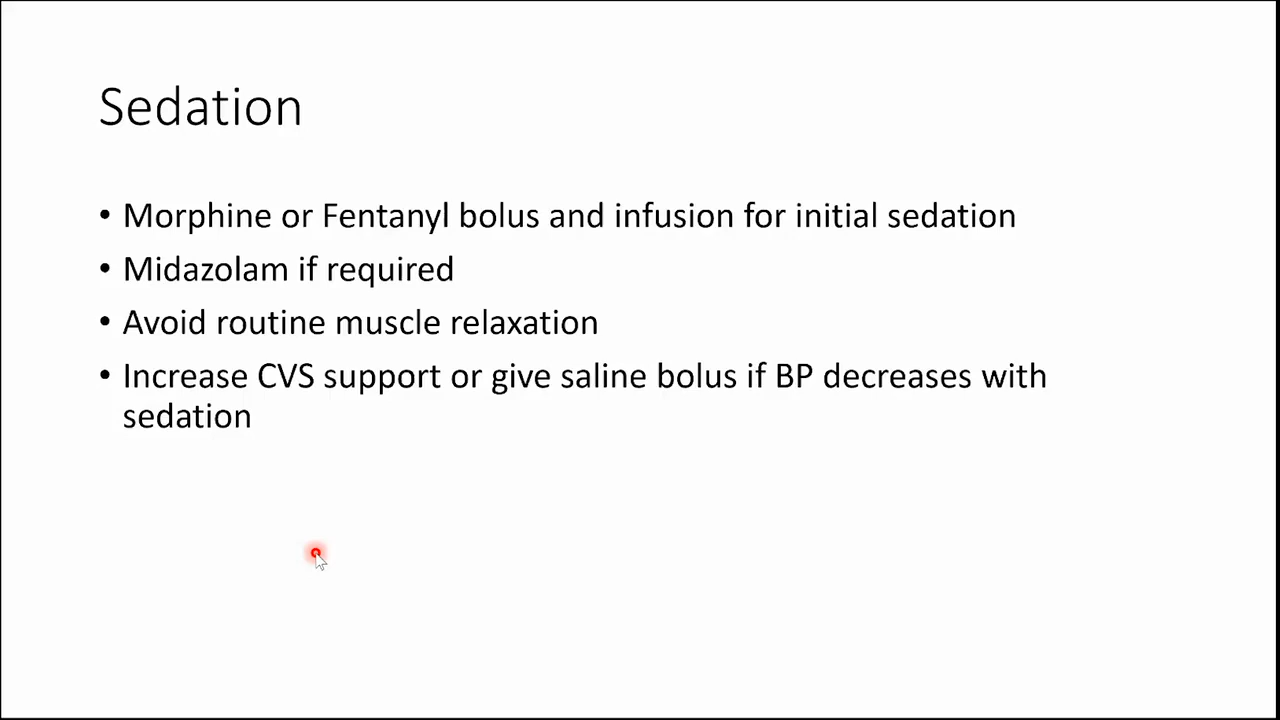 Sedation
• Morphine or Fentanyl bolus and infusion for initial sedation
• Midazolam if required
• Avoid routine muscle relaxation
• Increase CVS support or give saline bolus if BP decreases with
sedation